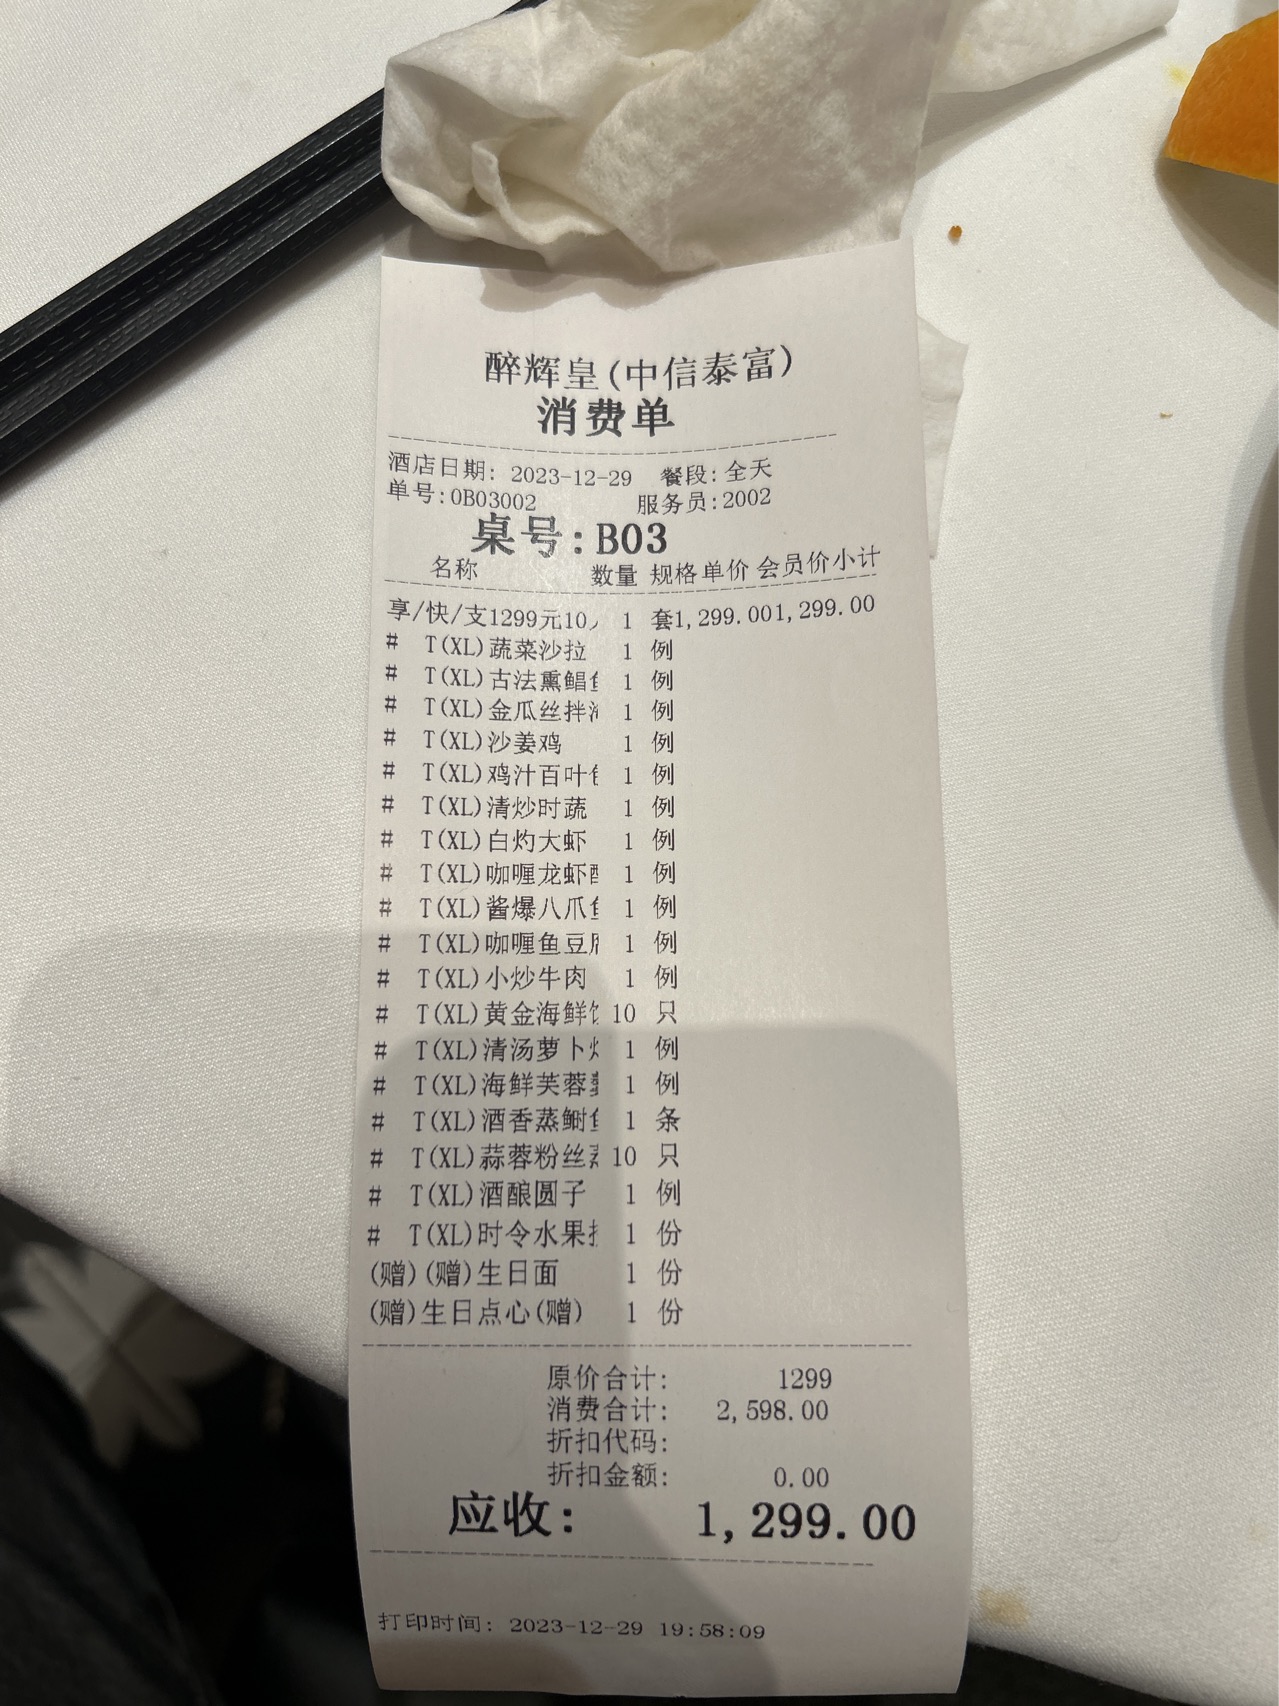 醉辉皇(中信泰富)
消费单
酒店日期: 2023-12-29 餐段:全天
单号:0B03002 服务员:2002
桌号:B03
名称 数量 规格 单价 会员价 小计
享/快/支1299元10 1 套1,299.001,299.00
# T(XL)蔬菜沙拉 1 例
# T(XL)古法熏鲳 1 例
# T(XL)金瓜丝拌 1 例
# T(XL)沙姜鸡 1 例
# T(XL)鸡汁百叶 1 例
# T(XL)清炒时蔬 1 例
# T(XL)白灼大虾 1 例
# T(XL)咖喱龙虾 1 例
# T(XL)酱爆八爪 1 例
# T(XL)咖喱鱼豆 1 例
# T(XL)小炒牛肉 1 例
# T(XL)黄金海鲜 10 只
# T(XL)清汤萝卜 1 例
# T(XL)海鲜芙蓉 1 例
# T(XL)酒香蒸鲥 1 条
# T(XL)蒜蓉粉丝 10 只
# T(XL)酒酿圆子 1 例
# T(XL)时令水果 1 份
(赠)(赠)生日面 1 份
(赠)生日点心(赠) 1 份
原价合计: 1299
消费合计: 2,598.00
折扣代码:
折扣金额: 0.00
应收: 1,299.00
打印时间: 2023-12-29 19:58:09